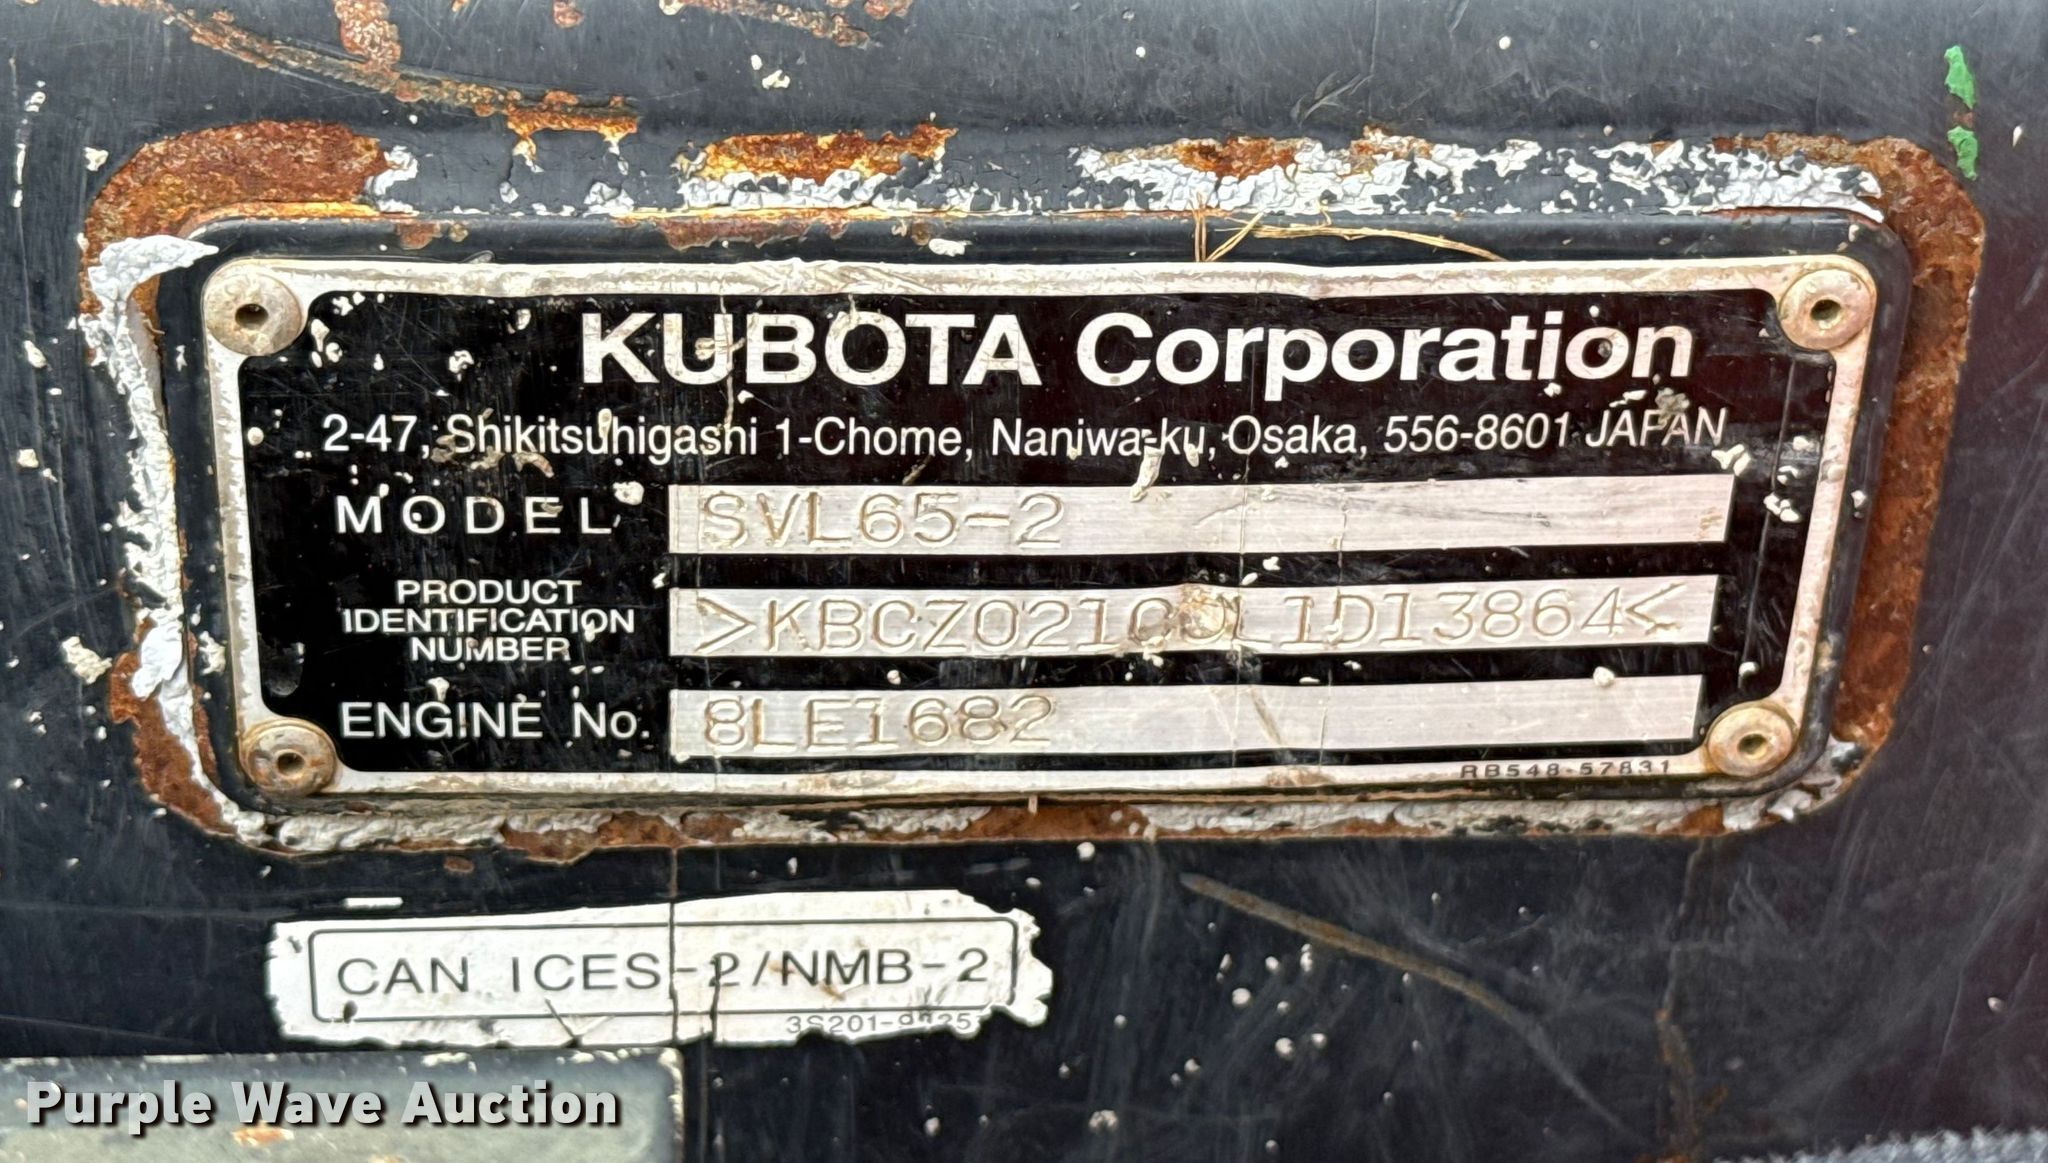 KUBOTA Corporation
2-47, Shikitsuhigashi 1-Chome, Naniwa-ku, Osaka, 556-8601 JAPAN
MODEL SVL65-2
PRODUCT
IDENTIFICATION
NUMBER
ENGINE No. 8LE1682
RB548-57831
CAN ICES-2/NMB-2
Purple Wave Auction